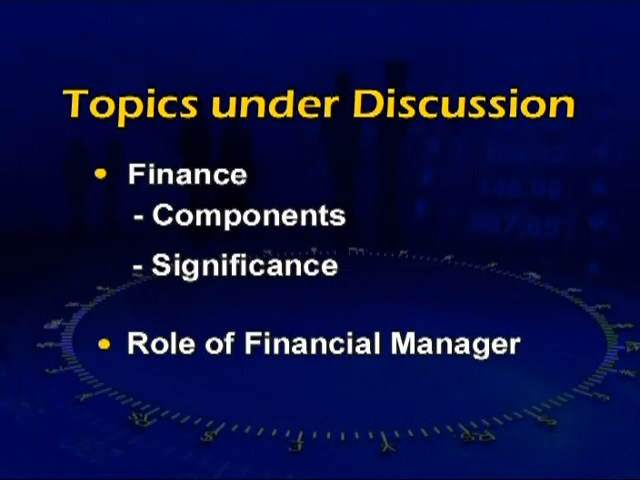 Topics under Discussion
• Finance
- Components
- Significance
• Role of Financial Manager